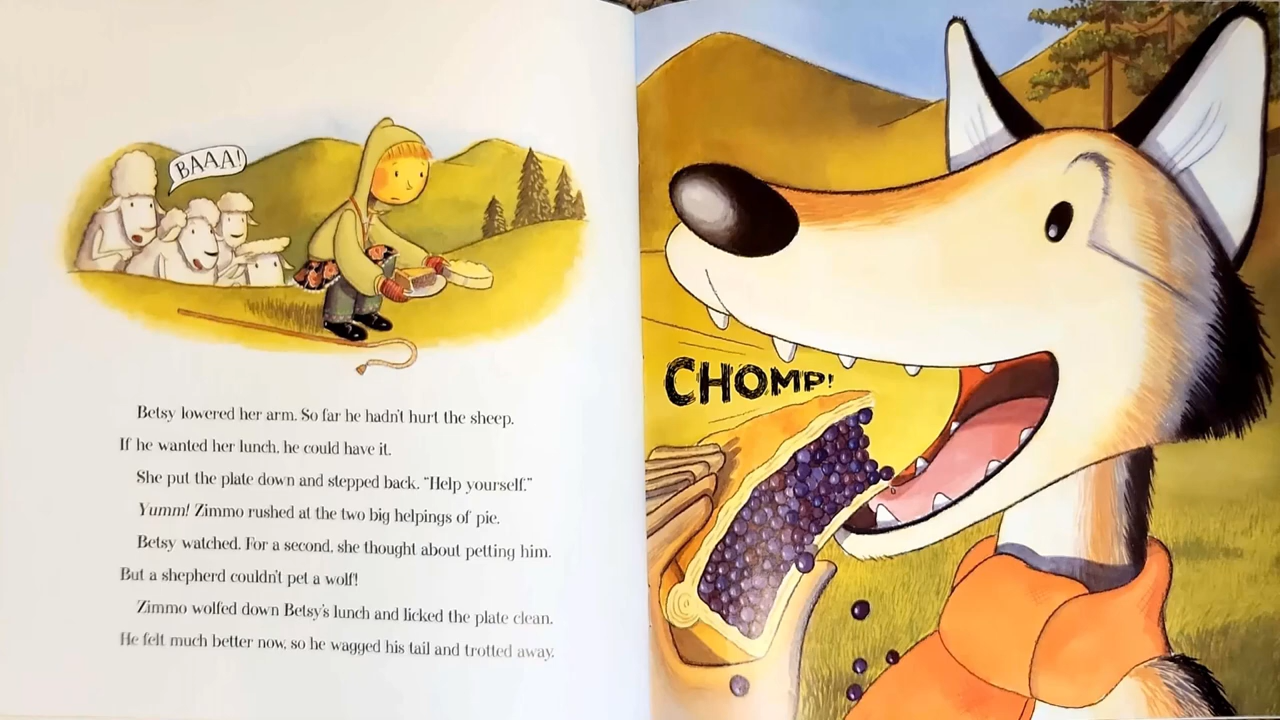 BAAA!
Betsy lowered her arm. So far he hadn't hurt the sheep.
If he wanted her lunch, he could have it.
She put the plate down and stepped back. "Help yourself."
Yumm! Zimmo rushed at the two big helpings of pie.
Betsy watched. For a second, she thought about petting him.
But a shepherd couldn't pet a wolf!
Zimmo wolfed down Betsy's lunch and licked the plate clean.
He felt much better now, so he wagged his tail and trotted away.
CHOMP!